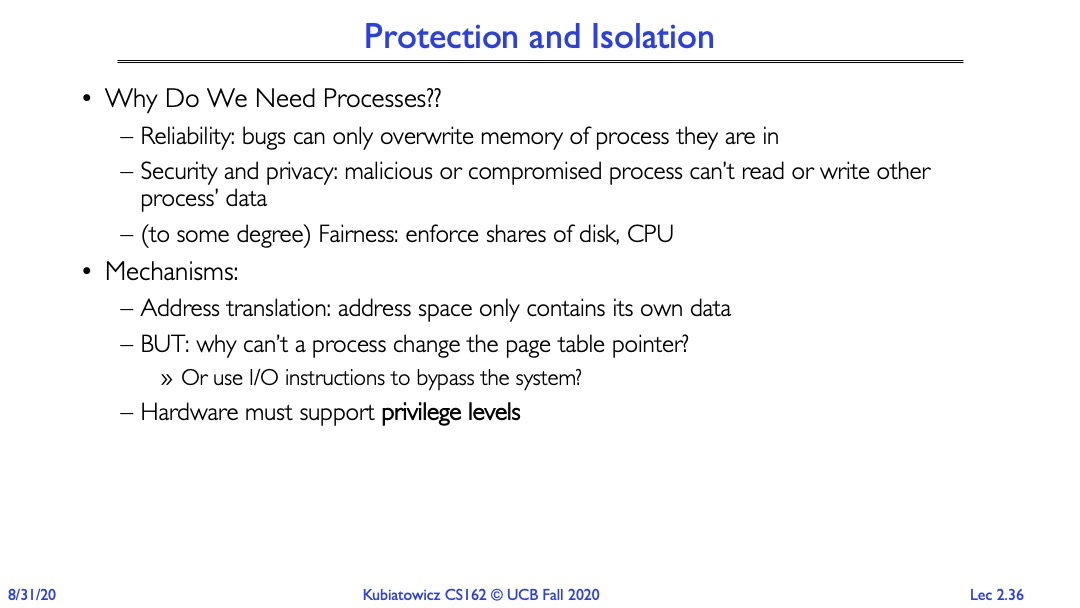 Protection and Isolation
• Why Do We Need Processes??
– Reliability: bugs can only overwrite memory of process they are in
– Security and privacy: malicious or compromised process can’t read or write other
process’ data
– (to some degree) Fairness: enforce shares of disk, CPU
• Mechanisms:
– Address translation: address space only contains its own data
– BUT: why can’t a process change the page table pointer?
» Or use I/O instructions to bypass the system?
– Hardware must support privilege levels
8/31/20
Kubiatowicz CS162 © UCB Fall 2020
Lec 2.36